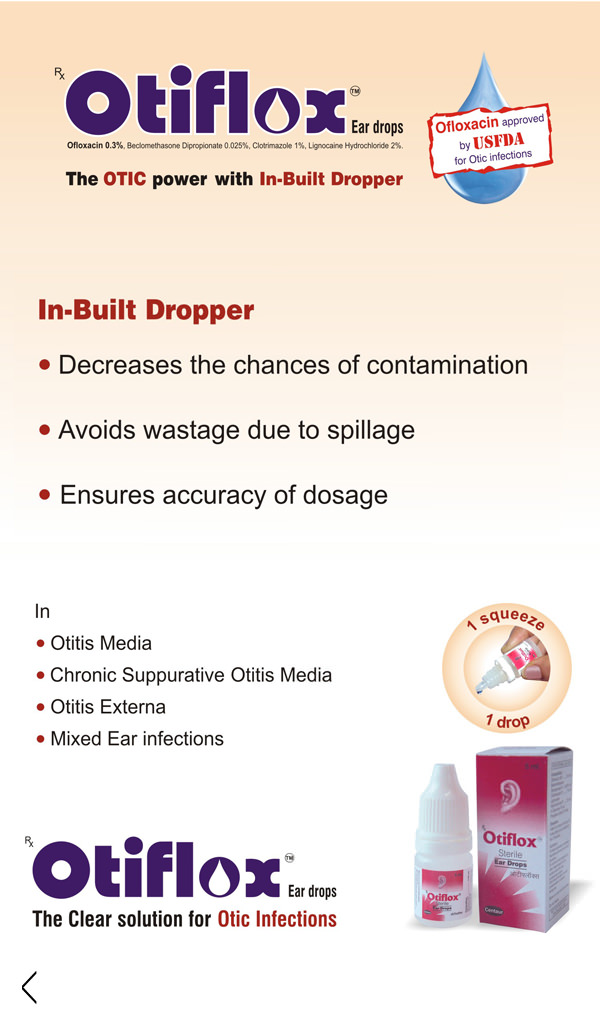 Rx
Otiflox™ Ear drops
Ofloxacin 0.3%, Beclomethasone Dipropionate 0.025%, Clotrimazole 1%, Lignocaine Hydrochloride 2%.
The OTIC power with In-Built Dropper
Ofloxacin approved
by USFDA
for Otic infections
In-Built Dropper
• Decreases the chances of contamination
• Avoids wastage due to spillage
• Ensures accuracy of dosage
In
• Otitis Media
• Chronic Suppurative Otitis Media
• Otitis Externa
• Mixed Ear infections
1 squeeze
1 drop
Rx
Otiflox™ Ear drops
The Clear solution for Otic Infections
Otiflox
Ear Drops
Otiflox
Sterile
Ear Drops
Centaur